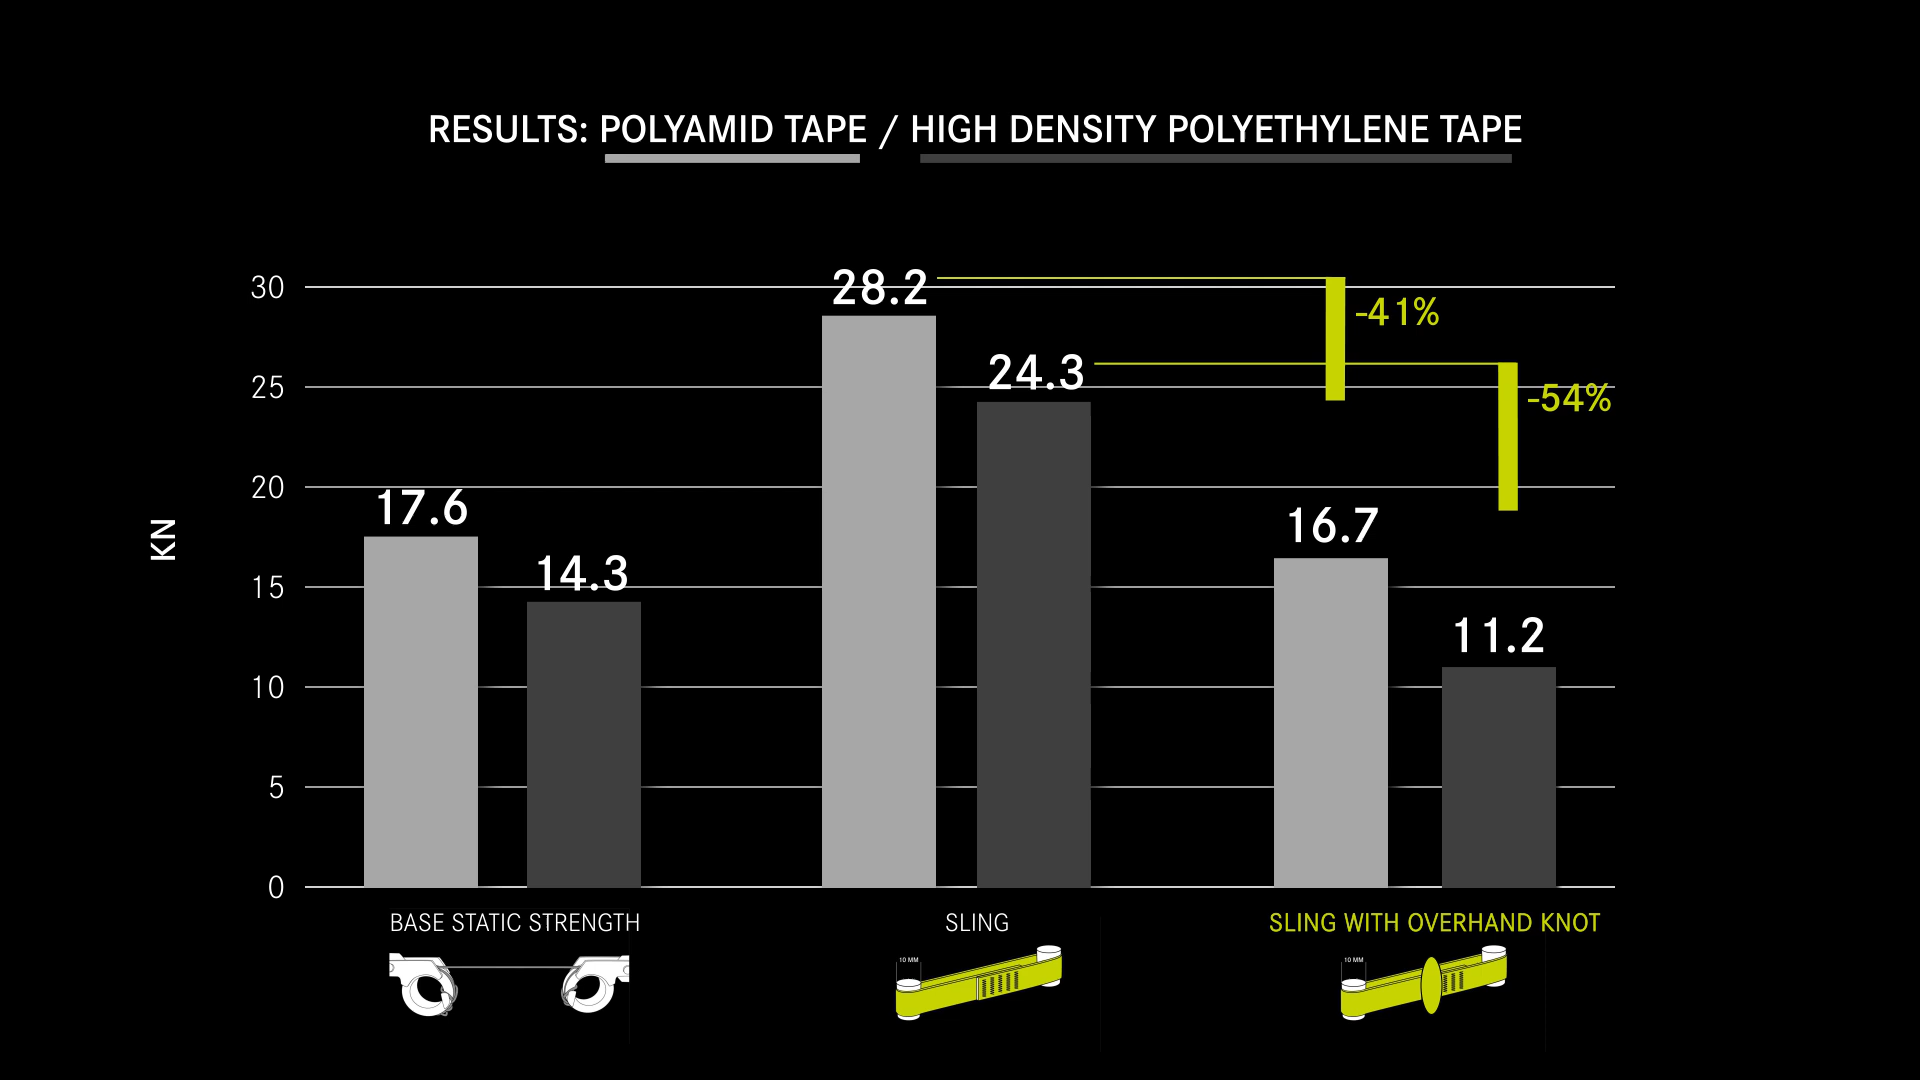 RESULTS: POLYAMID TAPE / HIGH DENSITY POLYETHYLENE TAPE
KN
30
25
20
15
10
5
0
17.6
14.3
28.2
24.3
16.7
11.2
-41%
-54%
BASE STATIC STRENGTH
SLING
SLING WITH OVERHAND KNOT
10 MM
10 MM